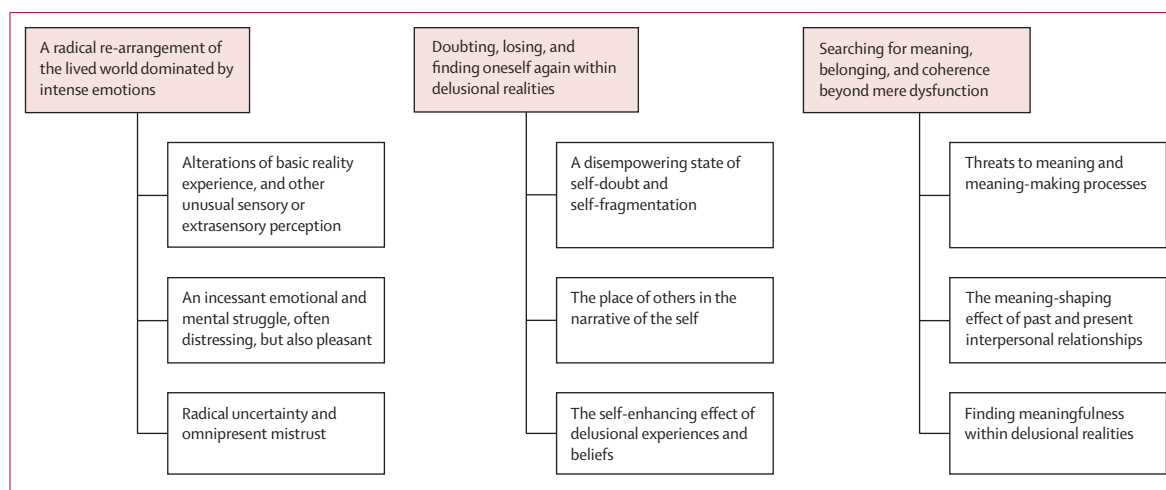 A radical re-arrangement of
the lived world dominated by
intense emotions
Alterations of basic reality
experience, and other
unusual sensory or
extrasensory perception
An incessant emotional and
mental struggle, often
distressing, but also pleasant
Radical uncertainty and
omnipresent mistrust
Doubting, losing, and
finding oneself again within
delusional realities
A disempowering state of
self-doubt and
self-fragmentation
The place of others in the
narrative of the self
The self-enhancing effect of
delusional experiences and
beliefs
Searching for meaning,
belonging, and coherence
beyond mere dysfunction
Threats to meaning and
meaning-making processes
The meaning-shaping
effect of past and present
interpersonal relationships
Finding meaningfulness
within delusional realities